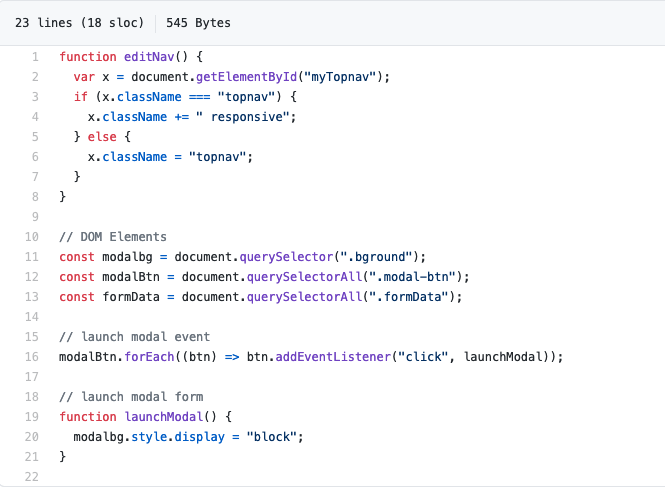 23 lines (18 sloc) 545 Bytes
1 function editNav() {
2   var x = document.getElementById("myTopnav");
3   if (x.className === "topnav") {
4     x.className += " responsive";
5   } else {
6     x.className = "topnav";
7   }
8 }
9
10 // DOM Elements
11 const modalbg = document.querySelector(".bground");
12 const modalBtn = document.querySelectorAll(".modal-btn");
13 const formData = document.querySelectorAll(".formData");
14
15 // launch modal event
16 modalBtn.forEach((btn) => btn.addEventListener("click", launchModal));
17
18 // launch modal form
19 function launchModal() {
20   modalbg.style.display = "block";
21 }
22